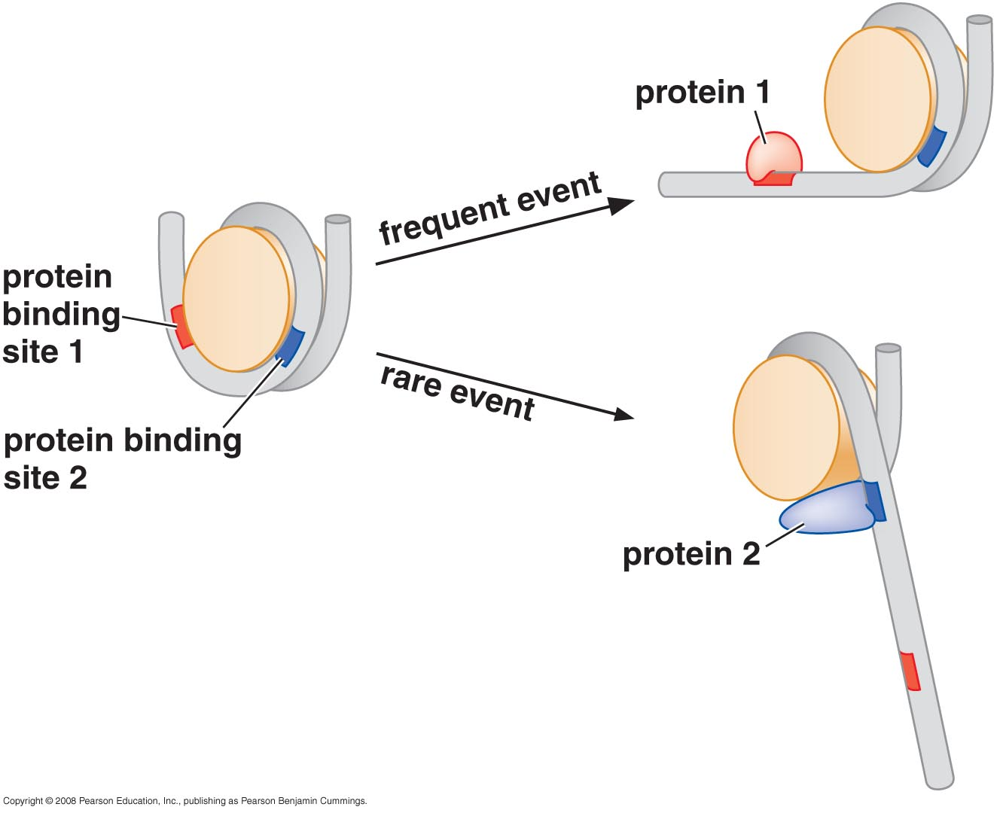 protein 1
frequent event
protein
binding
site 1
rare event
protein binding
site 2
protein 2
Copyright © 2008 Pearson Education, Inc., publishing as Pearson Benjamin Cummings.